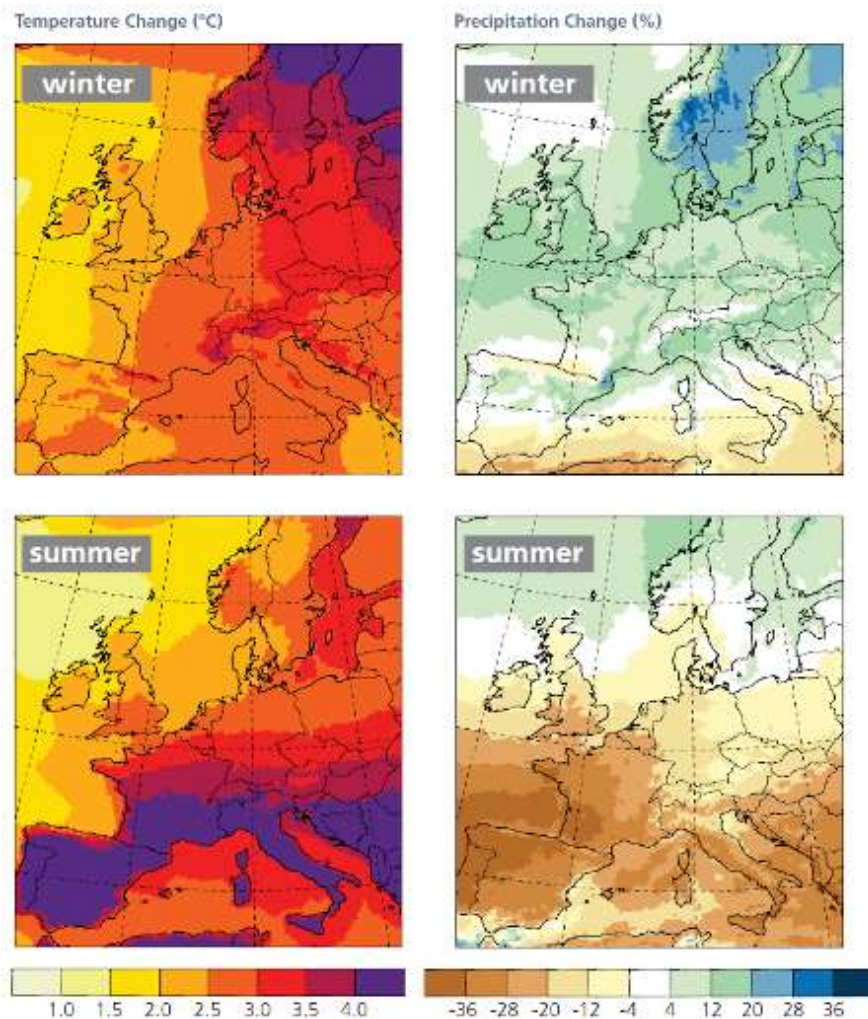 Temperature Change (°C) Precipitation Change (%)
winter winter
summer summer
1.0 1.5 2.0 2.5 3.0 3.5 4.0 -36 -28 -20 -12 -4 4 12 20 28 36